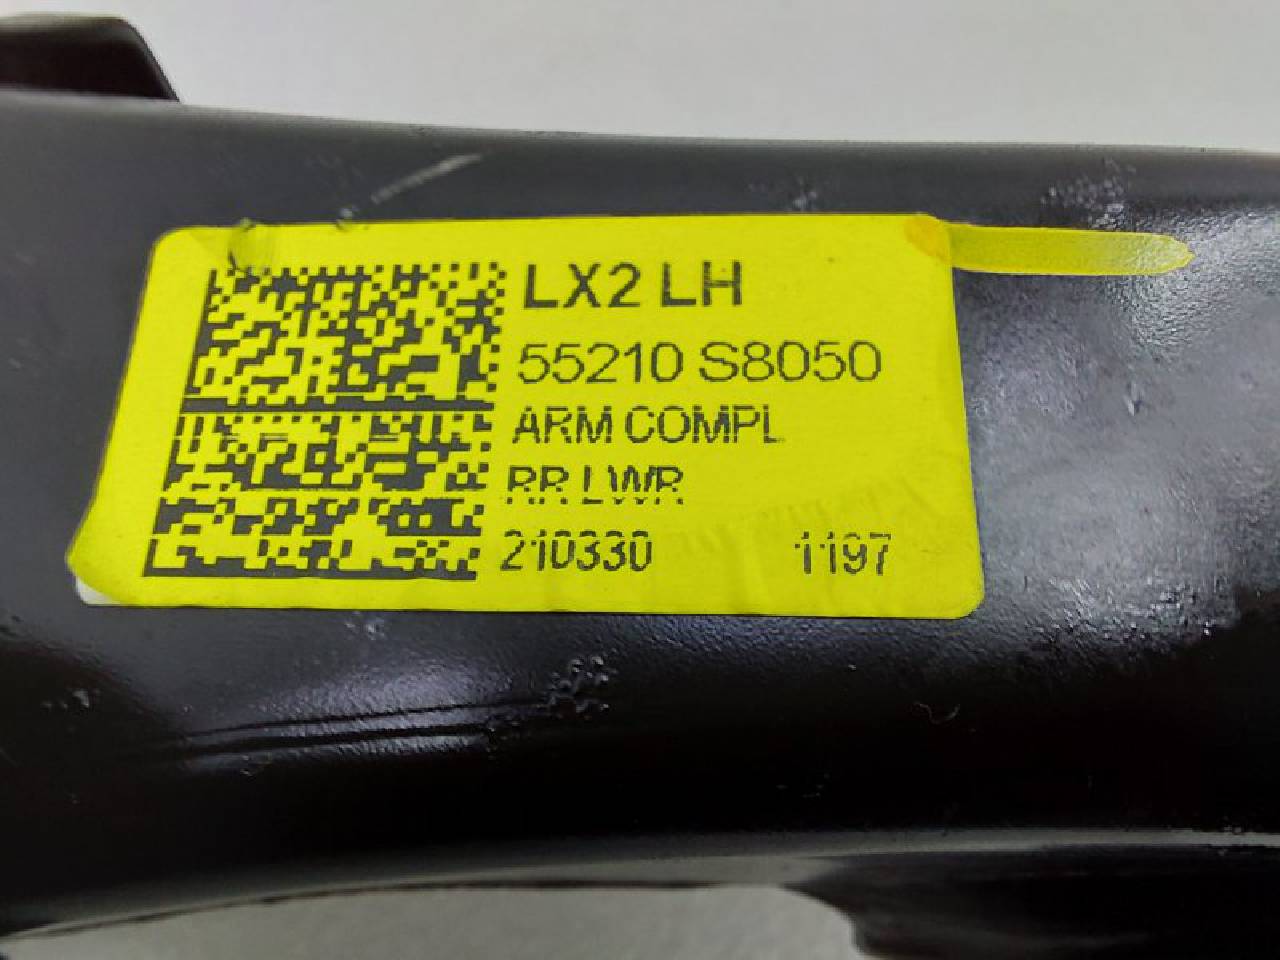 LX2 LH
55210 S8050
ARM COMPL
RR LWR
210330 1197